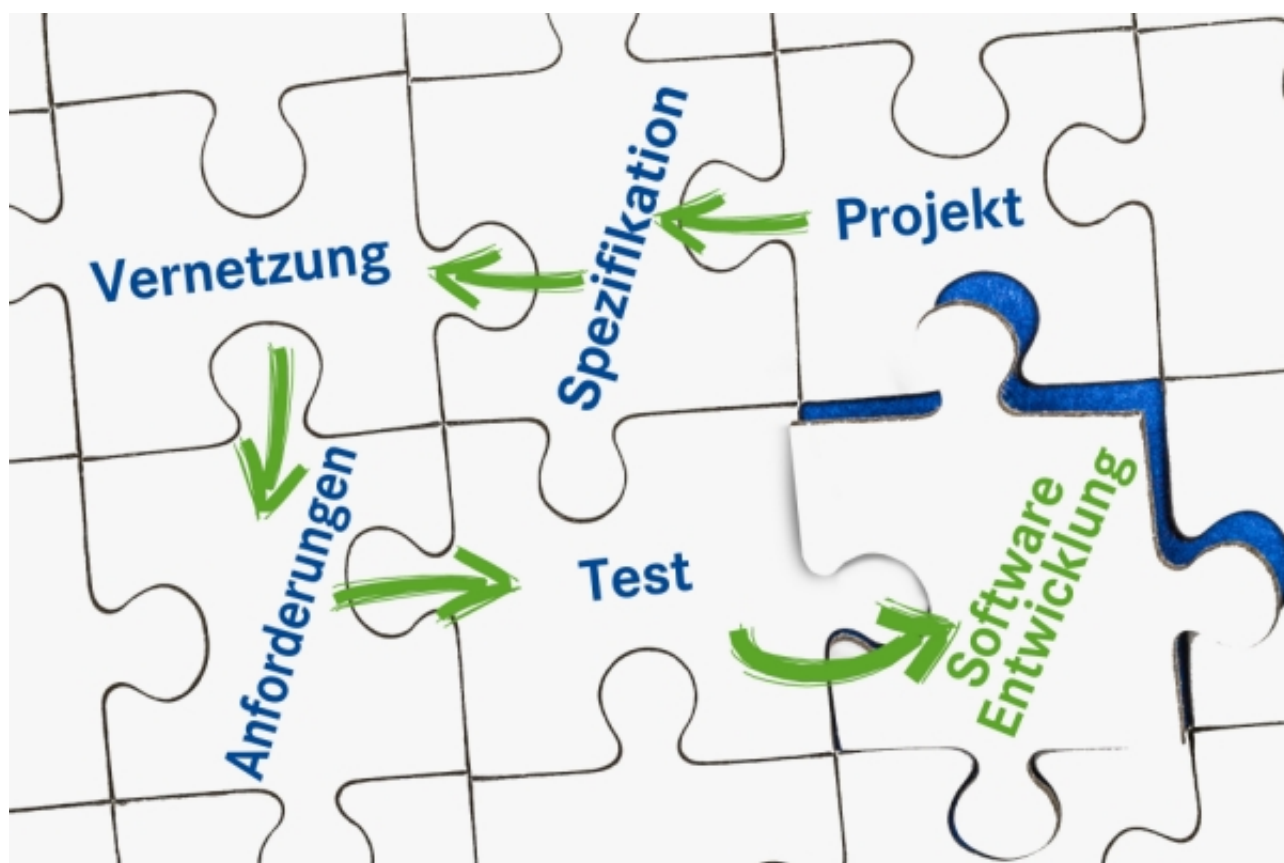 Projekt
Spezifikation
Vernetzung
Anforderungen
Test
Software
Entwicklung